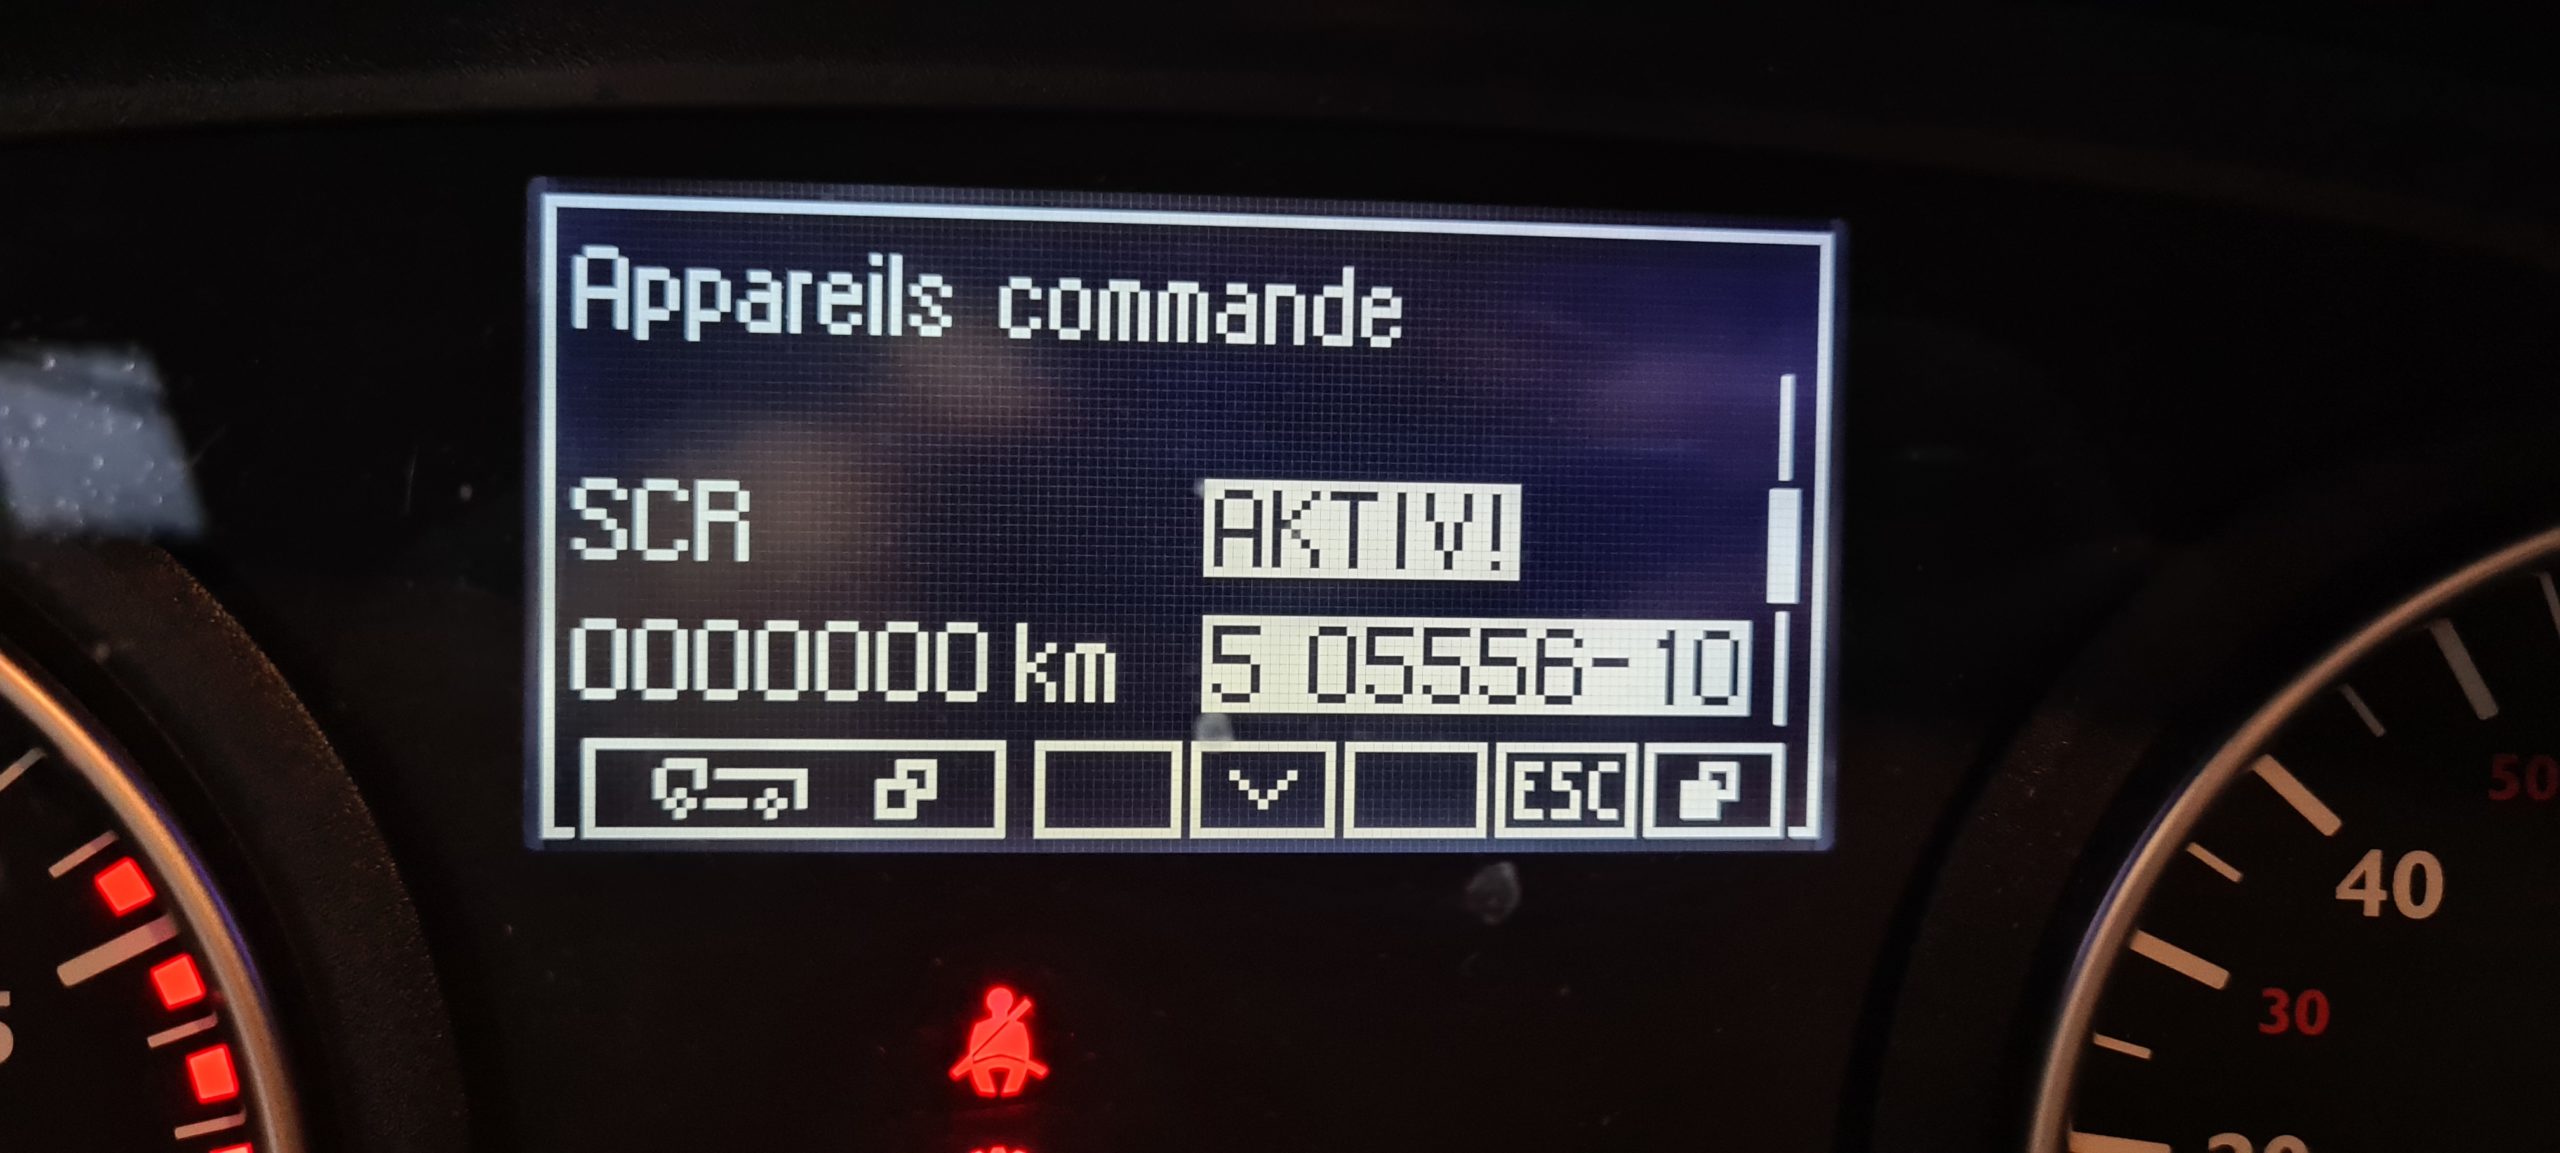 Appareils commande
SCR AKTIV!
0000000 km 5 05556-10
ESC
50
40
30